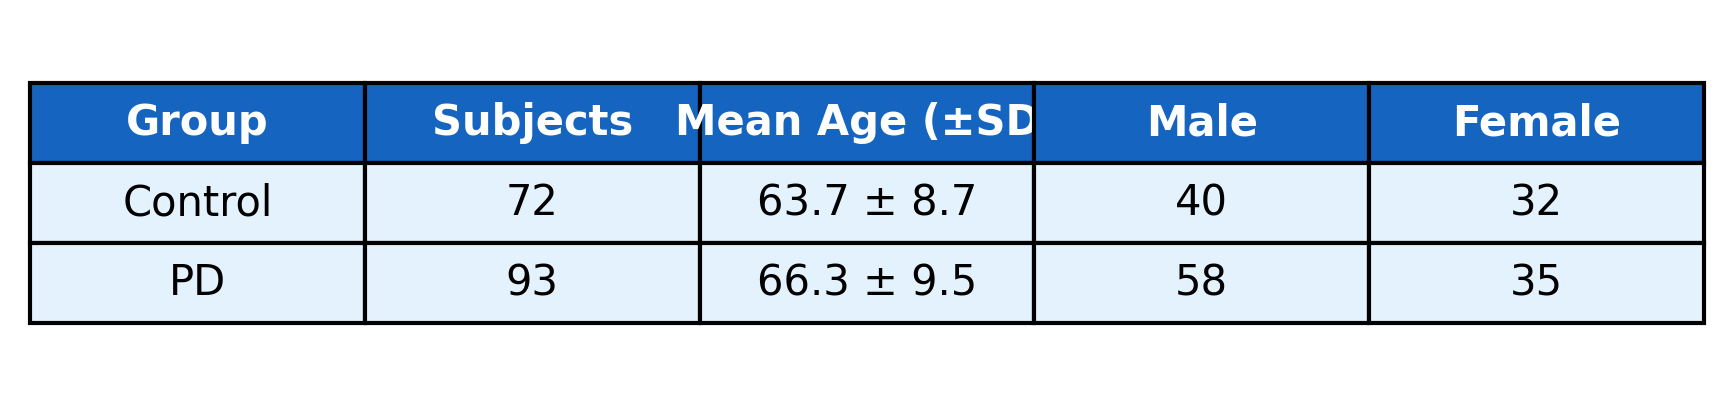 Group Subjects Mean Age (±SD Male Female
Control 72 63.7 ± 8.7 40 32
PD 93 66.3 ± 9.5 58 35